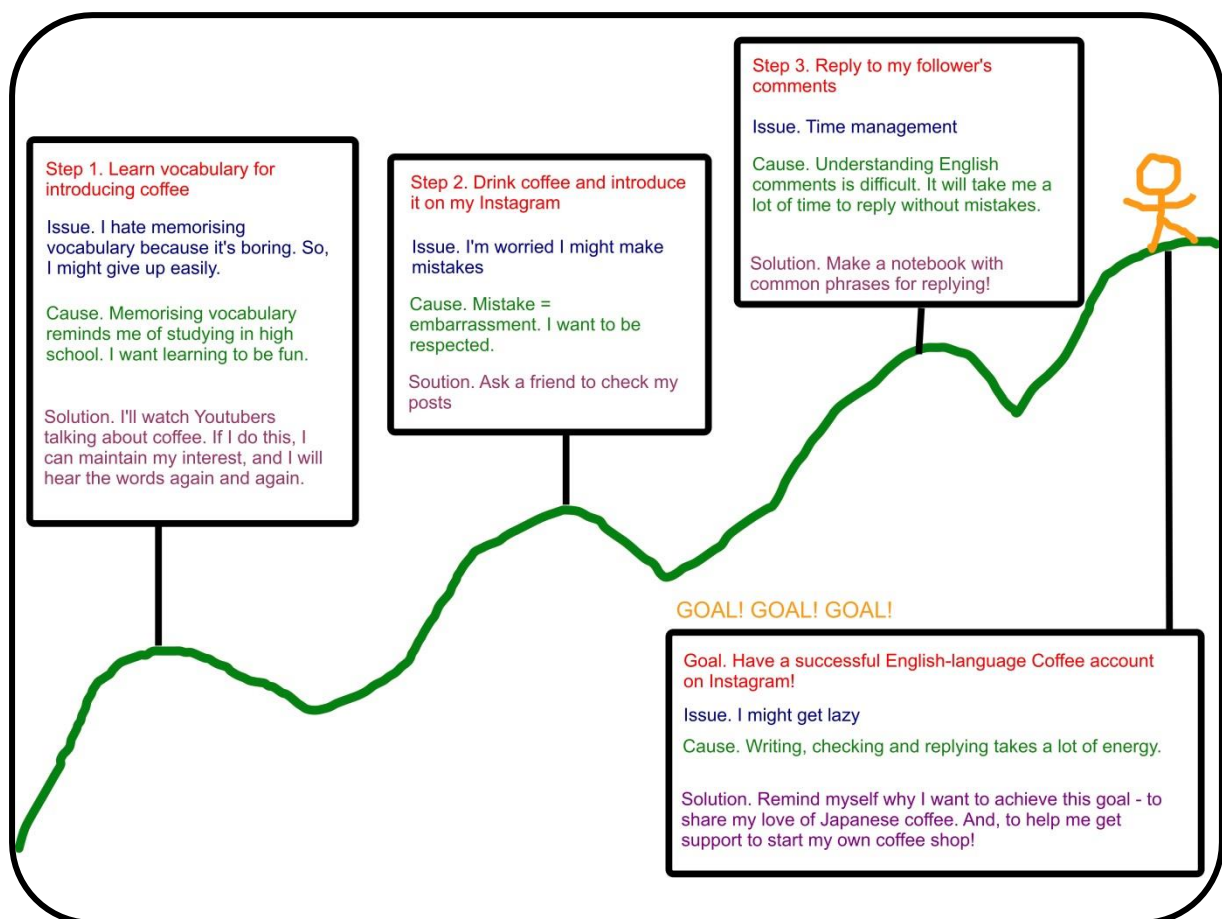 Step 1. Learn vocabulary for
introducing coffee
Issue. I hate memorising
vocabulary because it's boring. So,
I might give up easily.
Cause. Memorising vocabulary
reminds me of studying in high
school. I want learning to be fun.
Solution. I'll watch Youtubers
talking about coffee. If I do this, I
can maintain my interest, and I will
hear the words again and again.
Step 2. Drink coffee and introduce
it on my Instagram
Issue. I'm worried I might make
mistakes
Cause. Mistake =
embarrassment. I want to be
respected.
Soution. Ask a friend to check my
posts
Step 3. Reply to my follower's
comments
Issue. Time management
Cause. Understanding English
comments is difficult. It will take me a
lot of time to reply without mistakes.
Solution. Make a notebook with
common phrases for replying!
GOAL! GOAL! GOAL!
Goal. Have a successful English-language Coffee account
on Instagram!
Issue. I might get lazy
Cause. Writing, checking and replying takes a lot of energy.
Solution. Remind myself why I want to achieve this goal - to
share my love of Japanese coffee. And, to help me get
support to start my own coffee shop!